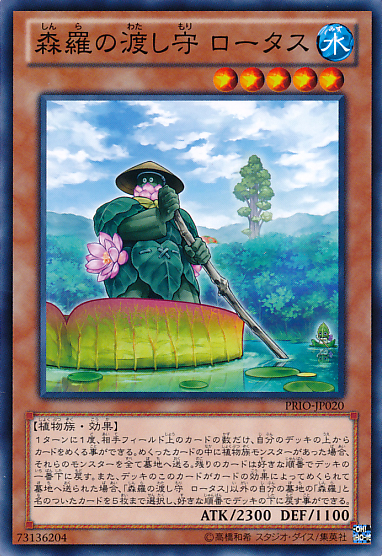 森羅の渡し守 ロータス
水
PRIO-JP020
【植物族・効果】
１ターンに１度、相手フィールド上のカードの数だけ、自分のデッキの上から
カードをめくる事ができる。めくったカードの中に植物族モンスターがあった場合、
それらのモンスターを全て墓地へ送る。残りのカードは好きな順番でデッキの
一番下に戻す。また、デッキのこのカードがカードの効果によってめくられて
墓地へ送られた場合、「森羅の渡し守 ロータス」以外の自分の墓地の「森羅」と
名のついたカードを５枚まで選択し、好きな順番でデッキの下に戻す事ができる。
ATK/2300 DEF/1100
73136204
©高橋和希 スタジオ・ダイス/集英社